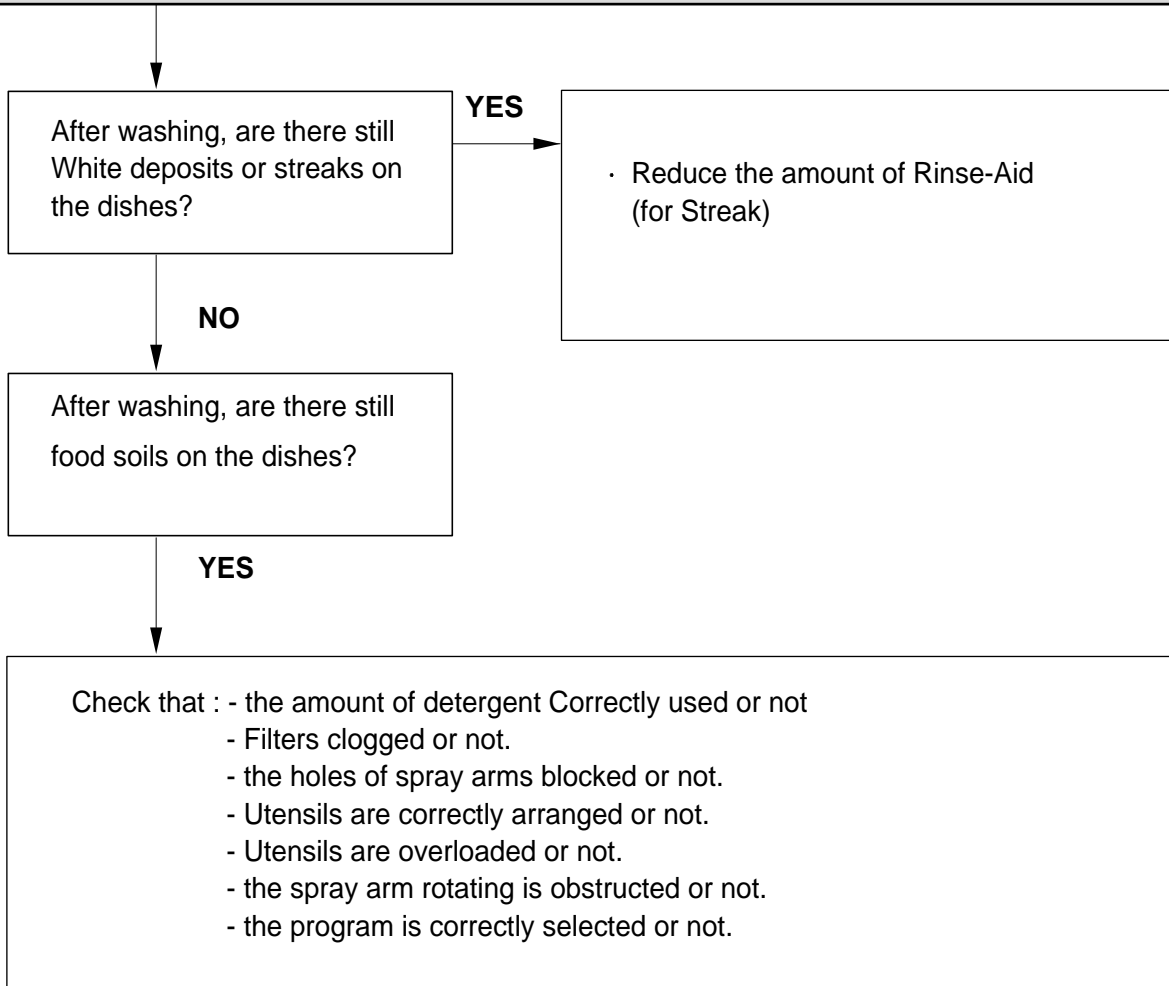 After washing, are there still
White deposits or streaks on
the dishes?
YES
· Reduce the amount of Rinse-Aid
(for Streak)
NO
After washing, are there still
food soils on the dishes?
YES
Check that : - the amount of detergent Correctly used or not
- Filters clogged or not.
- the holes of spray arms blocked or not.
- Utensils are correctly arranged or not.
- Utensils are overloaded or not.
- the spray arm rotating is obstructed or not.
- the program is correctly selected or not.